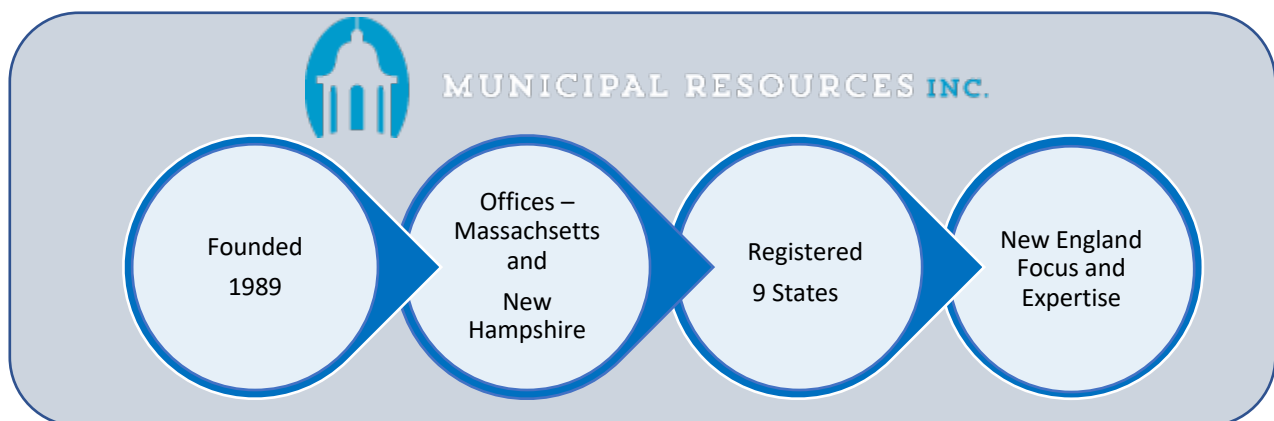 MUNICIPAL RESOURCES INC.
Founded
1989
Offices –
Massachsetts
and
New
Hampshire
Registered
9 States
New England
Focus and
Expertise